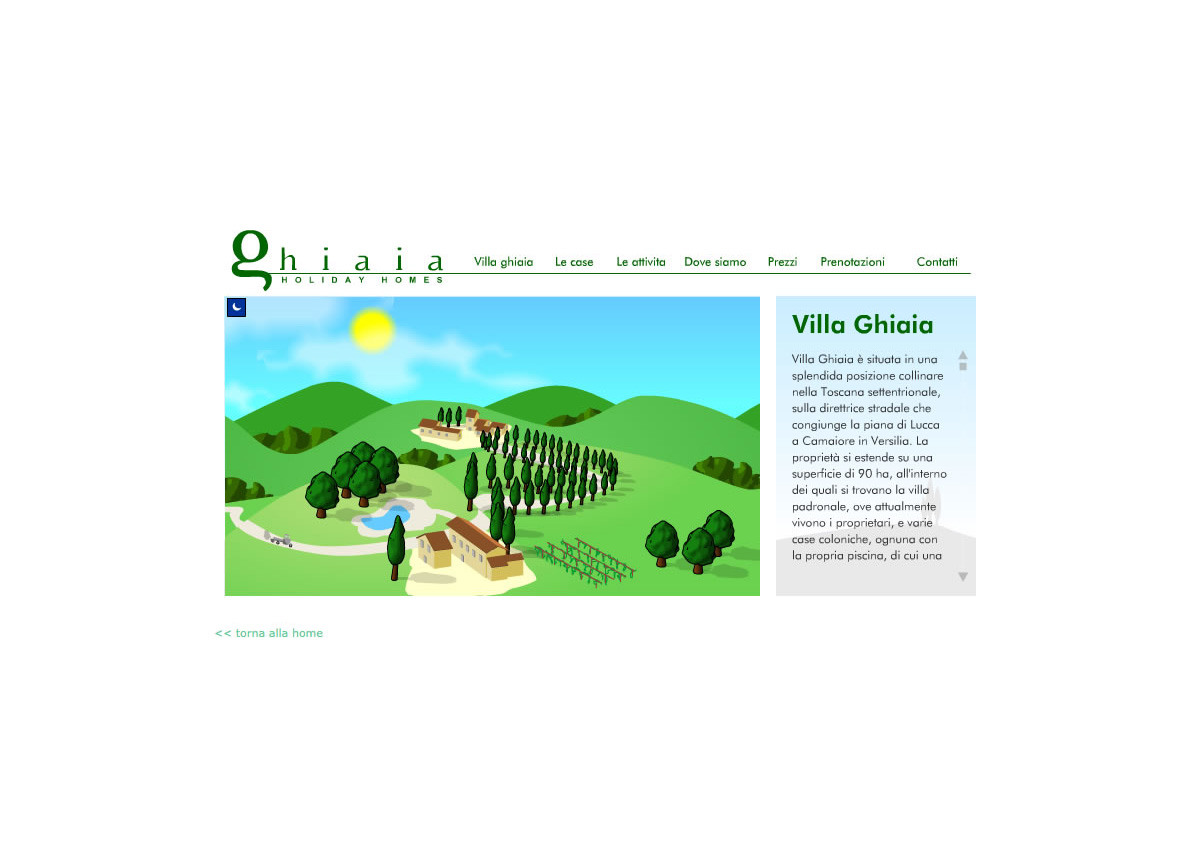 ghiaia
HOLIDAY HOMES
Villa ghiaia Le case Le attivita Dove siamo Prezzi Prenotazioni Contatti
Villa Ghiaia
Villa Ghiaia è situata in una
splendida posizione collinare
nella Toscana settentrionale,
sulla direttrice stradale che
congiunge la piana di Lucca
a Camaiore in Versilia. La
proprietà si estende su una
superficie di 90 ha, all'interno
dei quali si trovano la villa
padronale, ove attualmente
vivono i proprietari, e varie
case coloniche, ognuna con
la propria piscina, di cui una
<< torna alla home